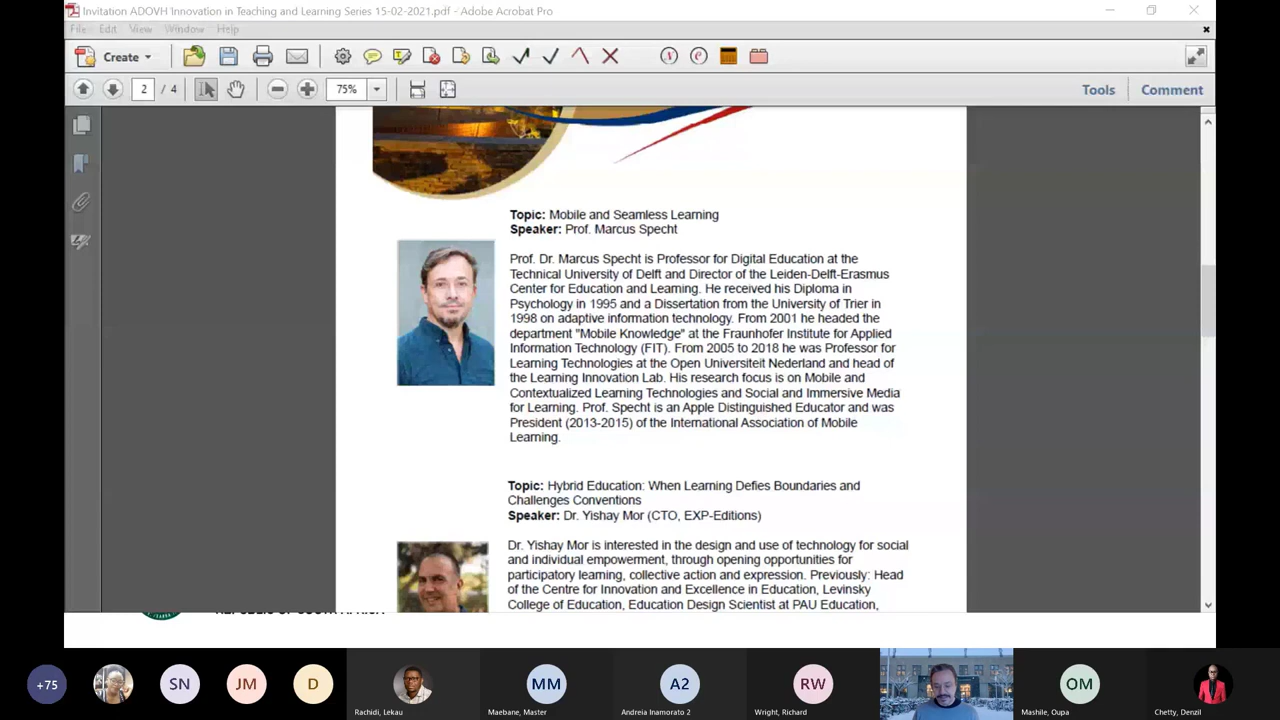 Invitation ADOVH Innovation in Teaching and Learning Series 15-02-2021.pdf - Adobe Acrobat Pro
File Edit View Window Help
Create
2 / 4
75%
Tools
Comment
Topic: Mobile and Seamless Learning
Speaker: Prof. Marcus Specht
Prof. Dr. Marcus Specht is Professor for Digital Education at the
Technical University of Delft and Director of the Leiden-Delft-Erasmus
Center for Education and Learning. He received his Diploma in
Psychology in 1995 and a Dissertation from the University of Trier in
1998 on adaptive information technology. From 2001 he headed the
department "Mobile Knowledge" at the Fraunhofer Institute for Applied
Information Technology (FIT). From 2005 to 2018 he was Professor for
Learning Technologies at the Open Universiteit Nederland and head of
the Learning Innovation Lab. His research focus is on Mobile and
Contextualized Learning Technologies and Social and Immersive Media
for Learning. Prof. Specht is an Apple Distinguished Educator and was
President (2013-2015) of the International Association of Mobile
Learning.
Topic: Hybrid Education: When Learning Defies Boundaries and
Challenges Conventions
Speaker: Dr. Yishay Mor (CTO, EXP-Editions)
Dr. Yishay Mor is interested in the design and use of technology for social
and individual empowerment, through opening opportunities for
participatory learning, collective action and expression. Previously: Head
of the Centre for Innovation and Excellence in Education, Levinsky
College of Education, Education Design Scientist at PAU Education,
REPUBLIC OF SOUTH AFRICA
+75
SN
JM
D
MM
A2
RW
OM
Rachidi, Lekau
Maebane, Master
Andreia Inamorato 2
Wright, Richard
Mashile, Oupa
Chetty, Denzil